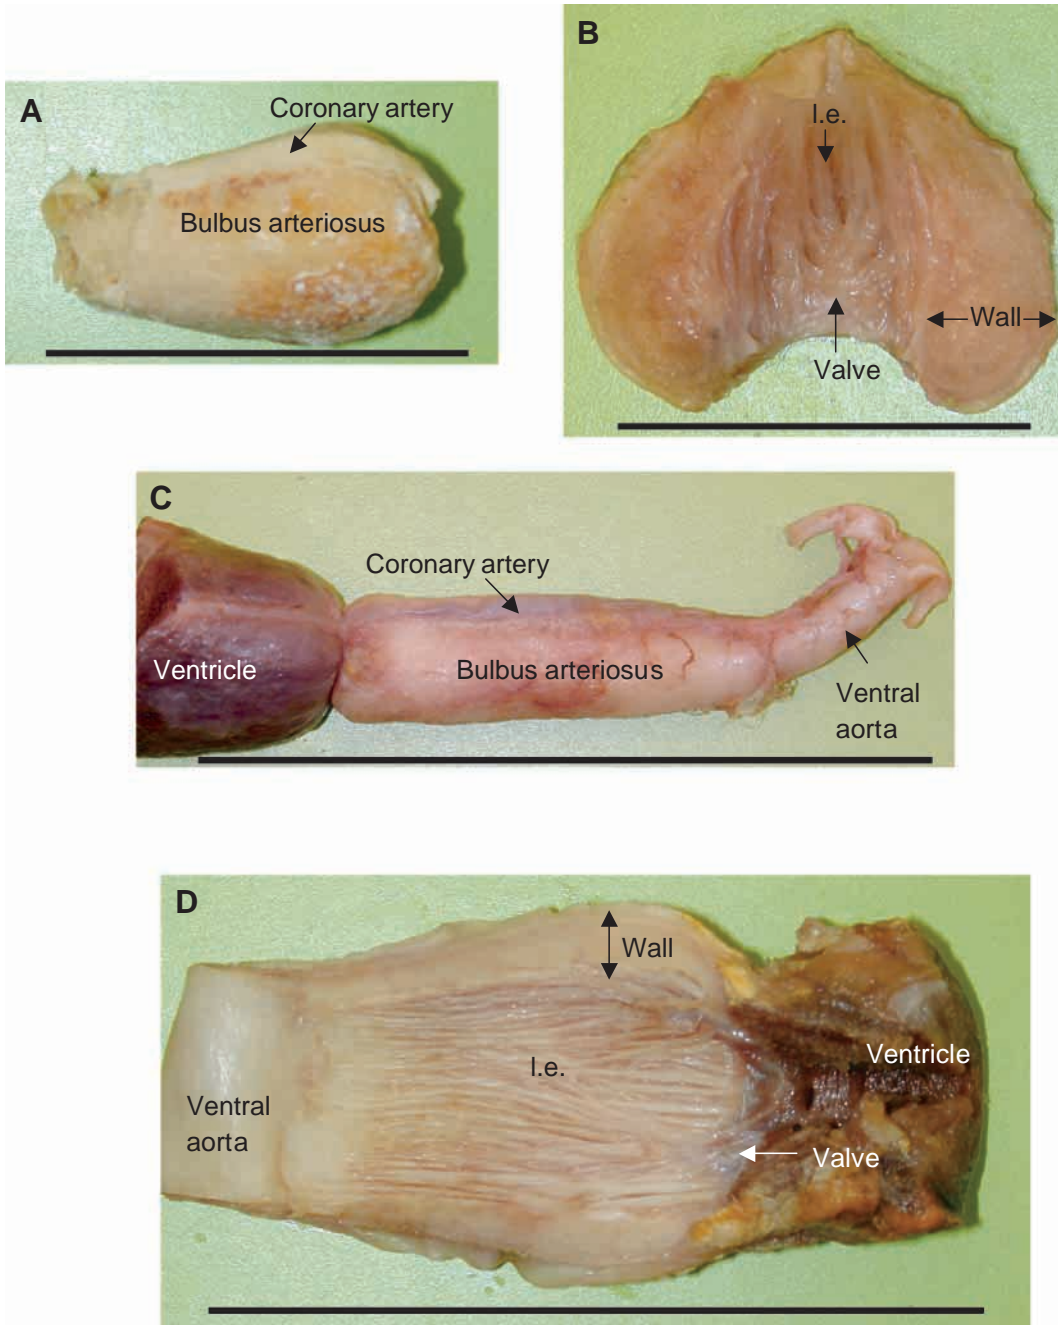 A
Coronary artery
Bulbus arteriosus
B
l.e.
Wall
Valve
C
Coronary artery
Ventricle
Bulbus arteriosus
Ventral
aorta
D
Wall
l.e.
Ventricle
Ventral
aorta
Valve